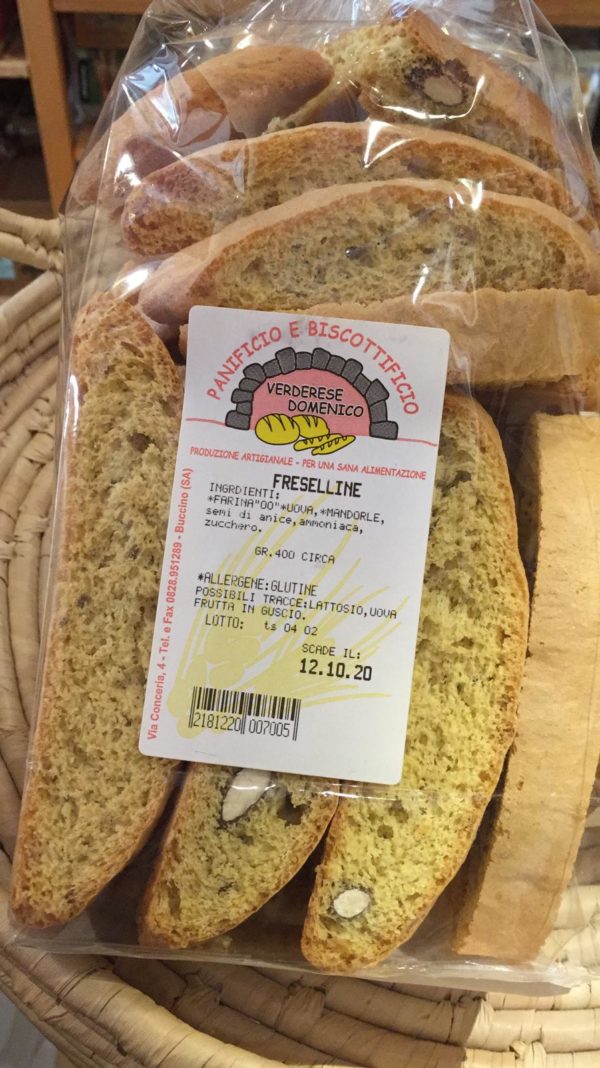 PANIFICIO E BISCOTTIFICIO
VERDERESE
DOMENICO
PRODUZIONE ARTIGIANALE - PER UNA SANA ALIMENTAZIONE
FRESELLINE
INGRDIENTI:
*FARINA"OO"*UOVA,*MANDORLE,
semi di anice,ammoniaca,
zucchero.
GR.400 CIRCA
*ALLERGENE:GLUTINE
POSSIBILI TRACCE:LATTOSIO,UOVA
FRUTTA IN GUSCIO.
LOTTO: ts 04 02
SCADE IL:
12.10.20
2181220 007005
Via Conceria, 4 - Tel. e Fax 0828.951289 - Buccino (SA)